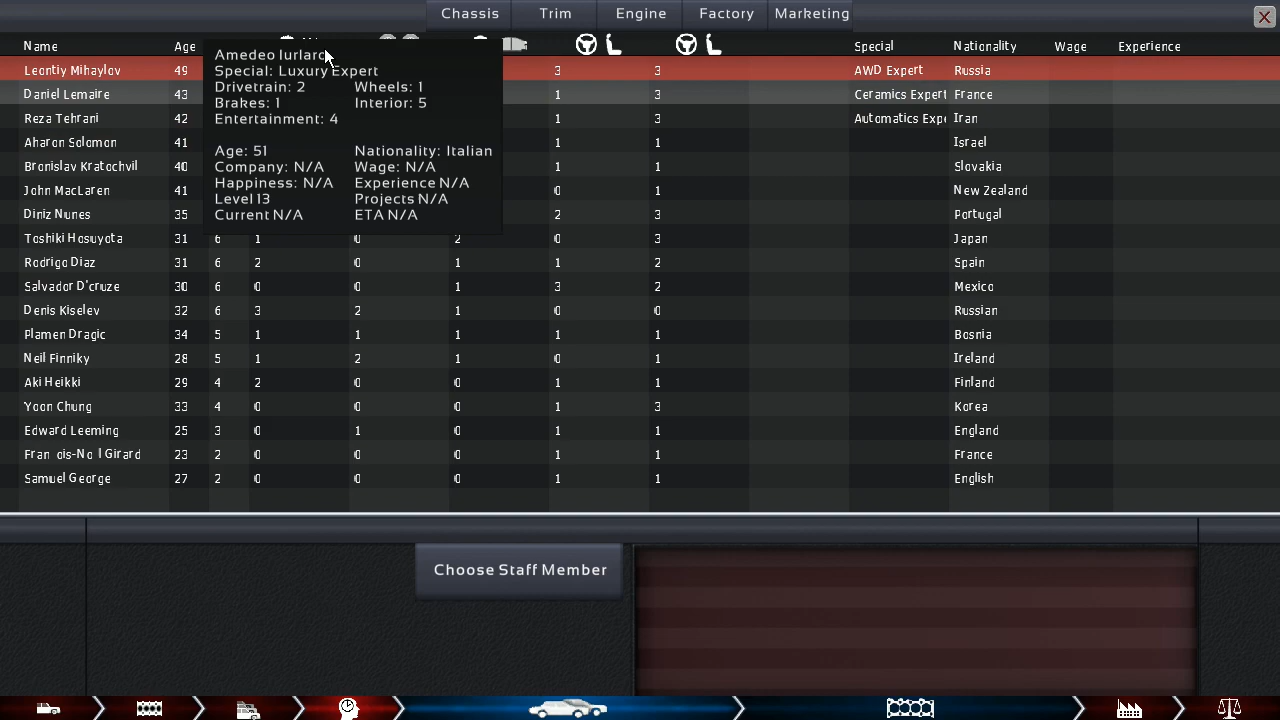 Chassis Trim Engine Factory Marketing
Name Age Special Nationality Wage Experience
Amedeo Iurlaro
Special: Luxury Expert
Drivetrain: 2 Wheels: 1
Brakes: 1 Interior: 5
Entertainment: 4
Age: 51 Nationality: Italian
Company: N/A Wage: N/A
Happiness: N/A Experience N/A
Level 13 Projects N/A
Current N/A ETA N/A
Leontiy Mihaylov 49 3 3 AWD Expert Russia
Daniel Lemaire 43 1 3 Ceramics Expert France
Reza Tehrani 42 1 3 Automatics Expe Iran
Aharon Solomon 41 1 1 Israel
Bronislav Kratochvil 40 1 1 Slovakia
John MacLaren 41 0 1 New Zealand
Diniz Nunes 35 2 3 Portugal
Toshiki Hosuyota 31 6 1 0 2 0 3 Japan
Rodrigo Diaz 31 6 2 0 1 1 2 Spain
Salvador D'cruze 30 6 0 0 1 3 2 Mexico
Denis Kiselev 32 6 3 2 1 0 0 Russian
Plamen Dragic 34 5 1 1 1 1 1 Bosnia
Neil Finniky 28 5 1 2 1 0 1 Ireland
Aki Heikki 29 4 2 0 0 1 1 Finland
Yoon Chung 33 4 0 0 0 1 3 Korea
Edward Leeming 25 3 0 1 0 1 1 England
Fran ois-No l Girard 23 2 0 0 0 1 1 France
Samuel George 27 2 0 0 0 1 1 English
Choose Staff Member